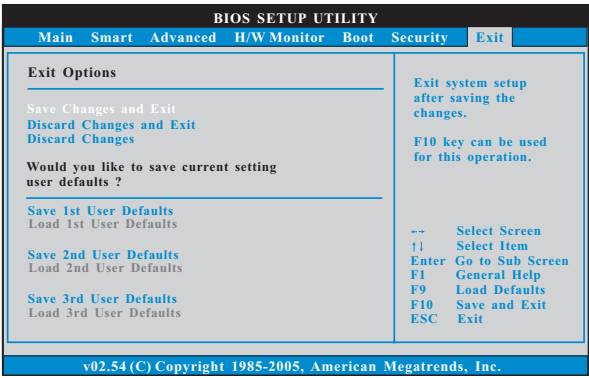 BIOS SETUP UTILITY
Main Smart Advanced H/W Monitor Boot Security Exit
Exit Options
Save Changes and Exit
Discard Changes and Exit
Discard Changes
Would you like to save current setting
user defaults ?
Save 1st User Defaults
Load 1st User Defaults
Save 2nd User Defaults
Load 2nd User Defaults
Save 3rd User Defaults
Load 3rd User Defaults
Exit system setup
after saving the
changes.
F10 key can be used
for this operation.
←→ Select Screen
↑↓ Select Item
Enter Go to Sub Screen
F1 General Help
F9 Load Defaults
F10 Save and Exit
ESC Exit
v02.54 (C) Copyright 1985-2005, American Megatrends, Inc.